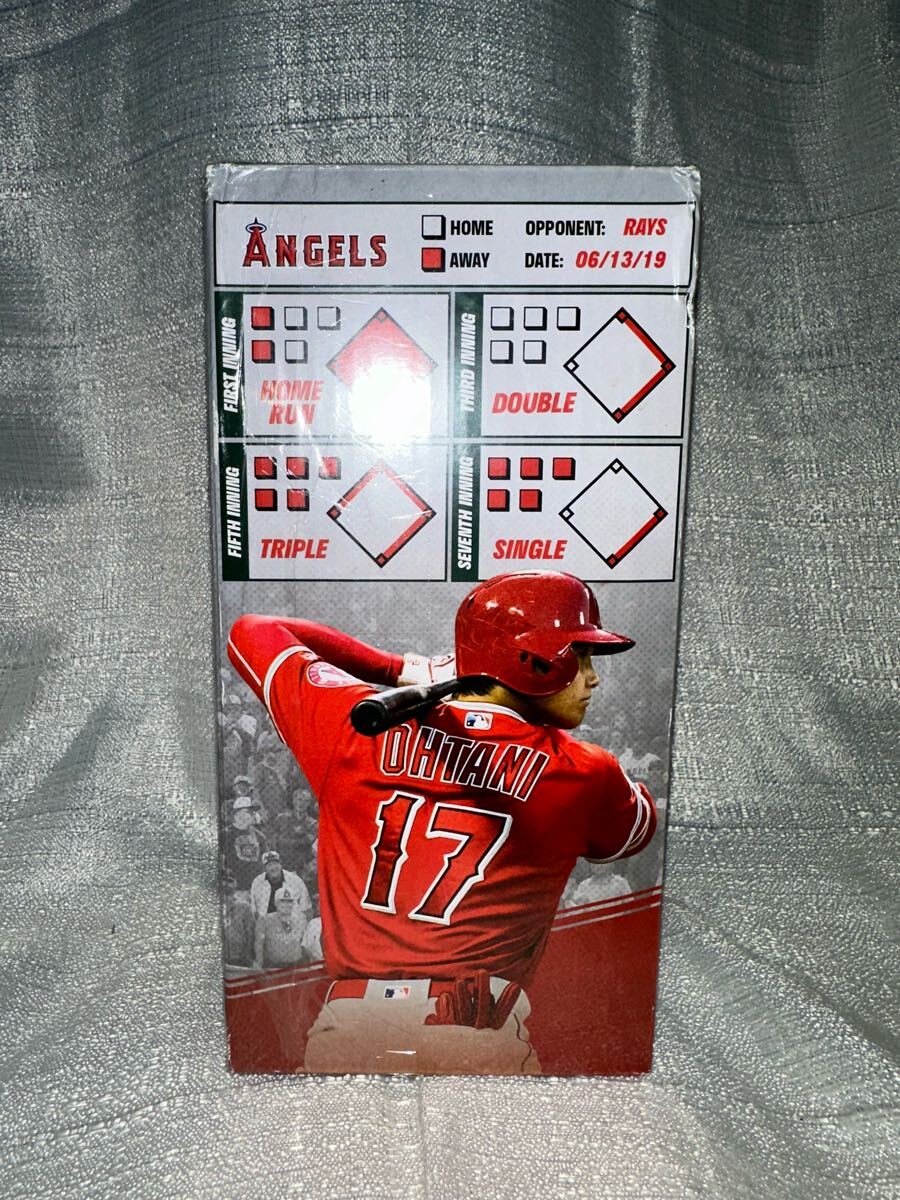 ANGELS
HOME
AWAY
OPPONENT: RAYS
DATE: 06/13/19
FIRST INNING
HOME
RUN
THIRD INNING
DOUBLE
FIFTH INNING
TRIPLE
SEVENTH INNING
SINGLE
OHTANI
17